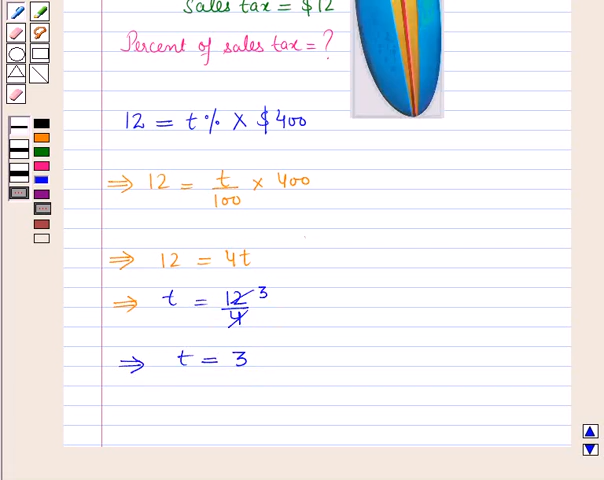 Sales tax = $12
Percent of sales tax = ?
12 = t% × $400
⇒ 12 = t/100 × 400
⇒ 12 = 4t
⇒ t = 12/4 3
⇒ t = 3